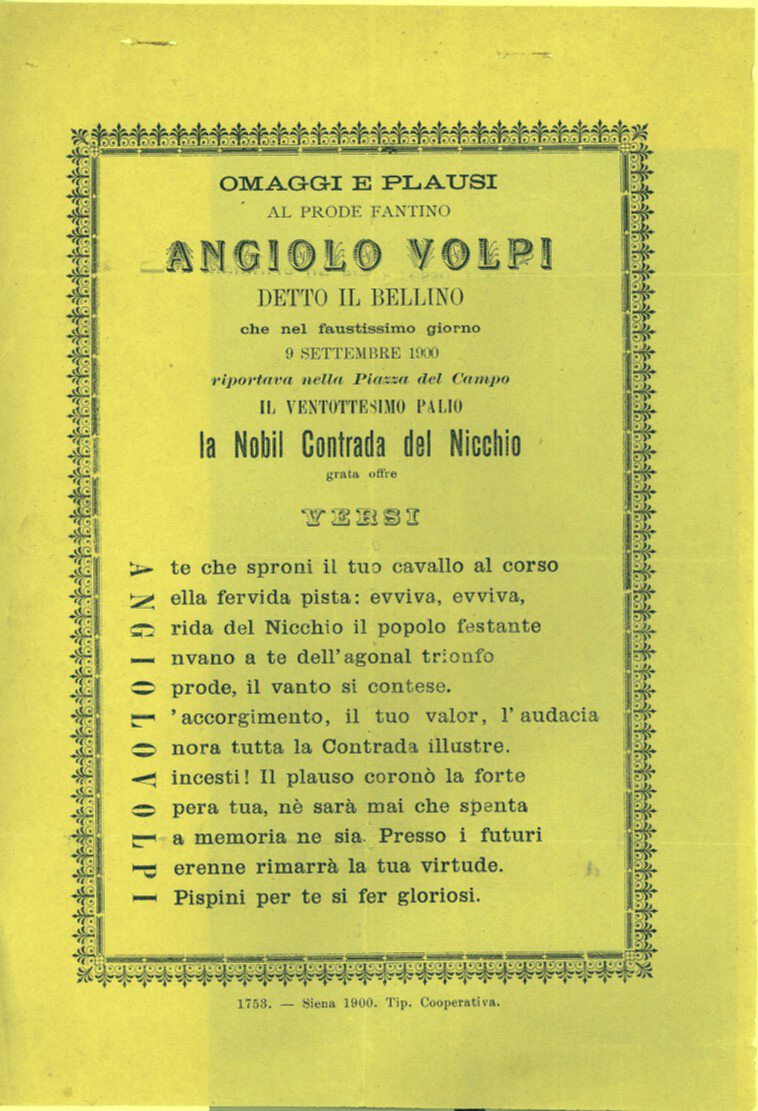 OMAGGI E PLAUSI
AL PRODE FANTINO
ANGIOLO VOLPI
DETTO IL BELLINO
che nel faustissimo giorno
9 SETTEMBRE 1900
riportava nella Piazza del Campo
IL VENTOTTESIMO PALIO
la Nobil Contrada del Nicchio
grata offre
VERSI
A te che sproni il tuo cavallo al corso
N ella fervida pista: evviva, evviva,
G rida del Nicchio il popolo festante
I nvano a te dell'agonal trionfo
O prode, il vanto si contese.
L 'accorgimento, il tuo valor, l'audacia
O nora tutta la Contrada illustre.
V incesti! Il plauso coronò la forte
O pera tua, nè sarà mai che spenta
L a memoria ne sia. Presso i futuri
P erenne rimarrà la tua virtude.
I Pispini per te si fer gloriosi.
1753. — Siena 1900. Tip. Cooperativa.